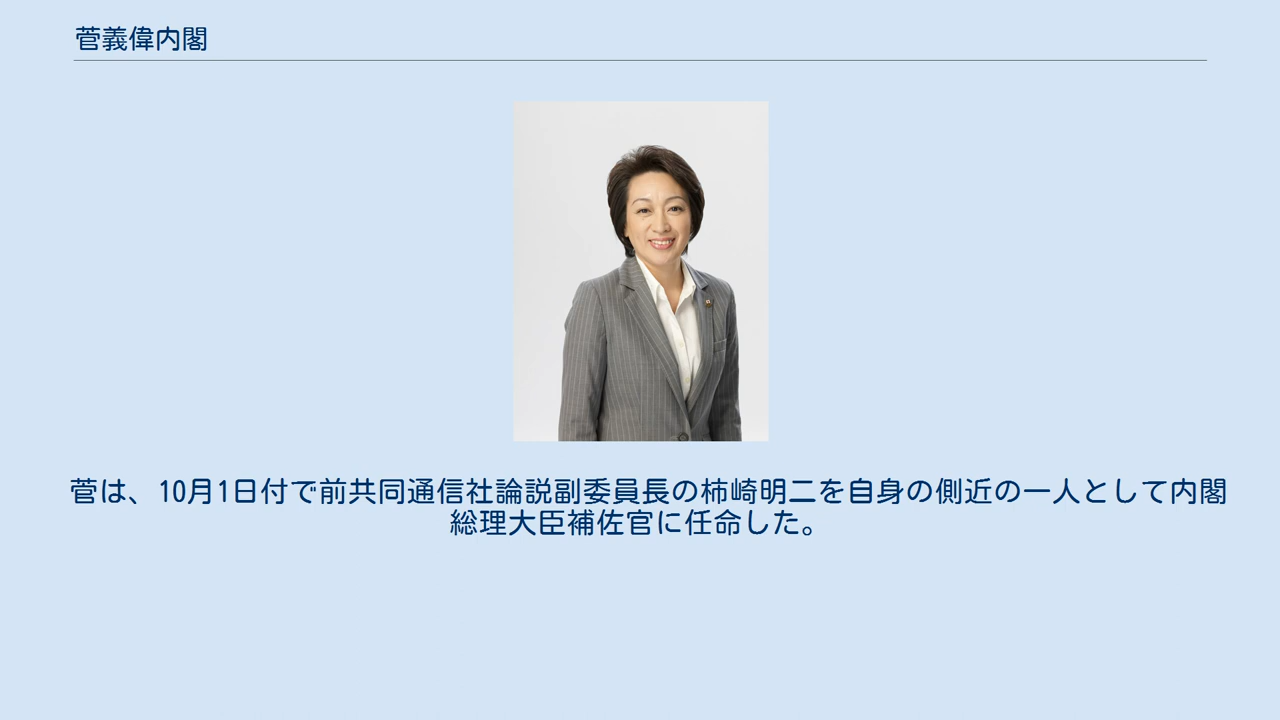 菅義偉内閣
菅は、10月1日付で前共同通信社論説副委員長の柿崎明二を自身の側近の一人として内閣
総理大臣補佐官に任命した。